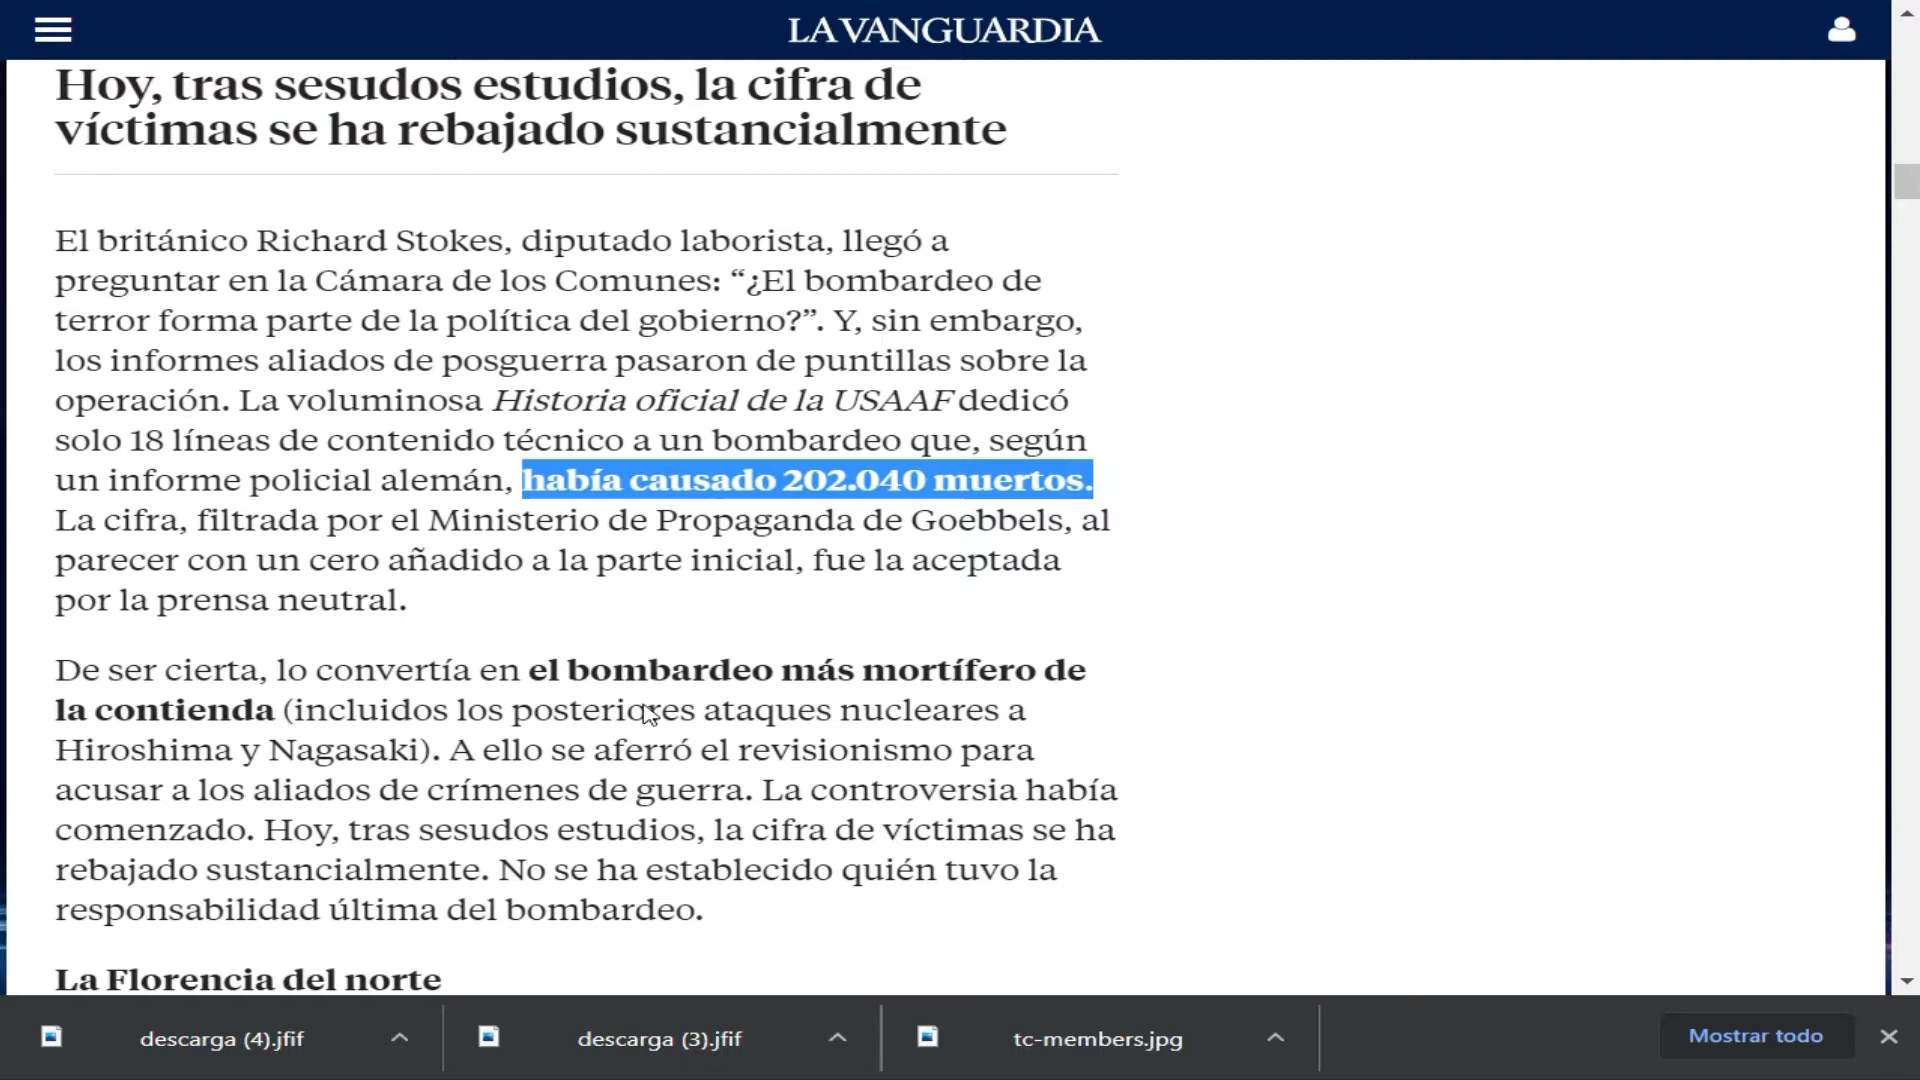 LA VANGUARDIA
Hoy, tras sesudos estudios, la cifra de
víctimas se ha rebajado sustancialmente
El británico Richard Stokes, diputado laborista, llegó a
preguntar en la Cámara de los Comunes: “¿El bombardeo de
terror forma parte de la política del gobierno?”. Y, sin embargo,
los informes aliados de posguerra pasaron de puntillas sobre la
operación. La voluminosa Historia oficial de la USAAF dedicó
solo 18 líneas de contenido técnico a un bombardeo que, según
un informe policial alemán, había causado 202.040 muertos.
La cifra, filtrada por el Ministerio de Propaganda de Goebbels, al
parecer con un cero añadido a la parte inicial, fue la aceptada
por la prensa neutral.
De ser cierta, lo convertía en el bombardeo más mortífero de
la contienda (incluidos los posteriores ataques nucleares a
Hiroshima y Nagasaki). A ello se aferró el revisionismo para
acusar a los aliados de crímenes de guerra. La controversia había
comenzado. Hoy, tras sesudos estudios, la cifra de víctimas se ha
rebajado sustancialmente. No se ha establecido quién tuvo la
responsabilidad última del bombardeo.
La Florencia del norte
descarga (4).jfif
descarga (3).jfif
tc-members.jpg
Mostrar todo